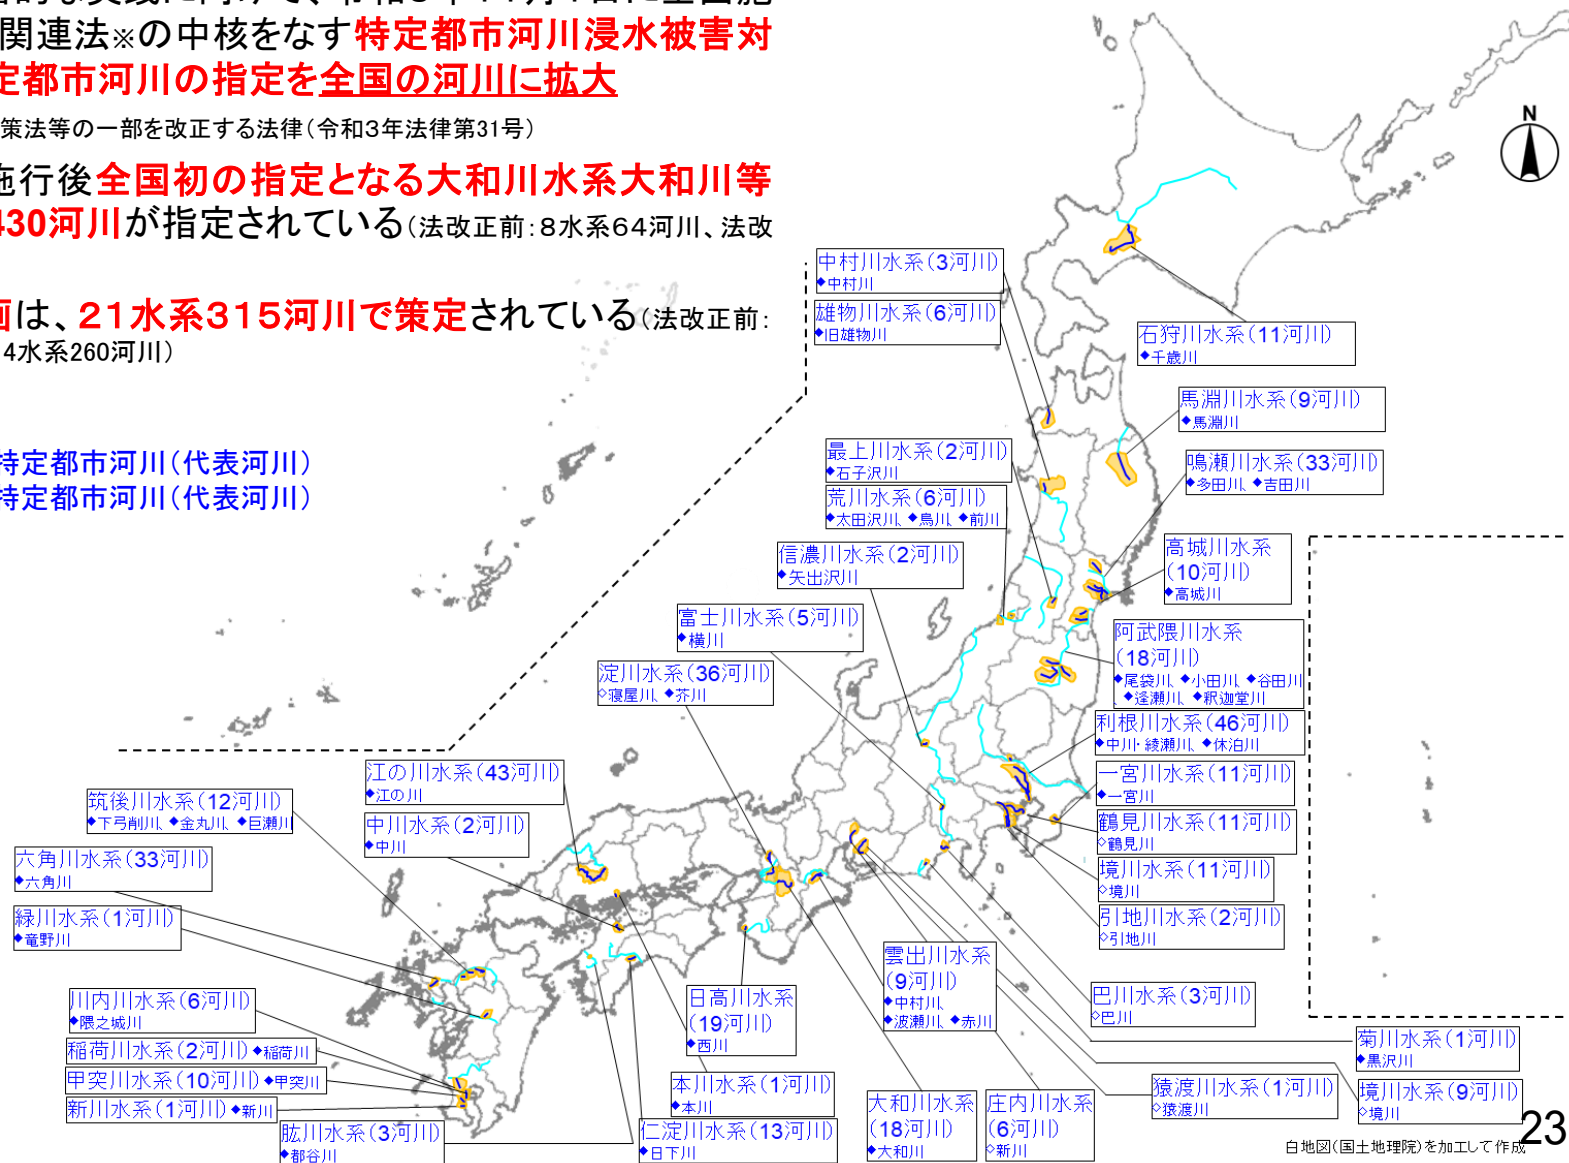 関連法※の中核をなす特定都市河川浸水被害対
定都市河川の指定を全国の河川に拡大
策法等の一部を改正する法律（令和3年法律第31号）
施行後全国初の指定となる大和川水系大和川等
430河川が指定されている（法改正前：8水系64河川、法改
画は、21水系315河川で策定されている（法改正前：
4水系260河川）
特定都市河川（代表河川）
特定都市河川（代表河川）
N
中村川水系（3河川）
◆中村川
雄物川水系（6河川）
◆旧雄物川
石狩川水系（11河川）
◆千歳川
馬淵川水系（9河川）
◆馬淵川
最上川水系（2河川）
◆石子沢川
鳴瀬川水系（33河川）
◆多田川、◆吉田川
荒川水系（6河川）
◆太田沢川、◆鳥川、◆前川
信濃川水系（2河川）
◆矢出沢川
高城川水系
（10河川）
◆高城川
富士川水系（5河川）
◆横川
阿武隈川水系
（18河川）
◆尾袋川、◆小田川、◆谷田川
◆逢瀬川、◆釈迦堂川
淀川水系（36河川）
◇寝屋川、◆芥川
利根川水系（46河川）
◆中川・綾瀬川、◆休泊川
江の川水系（43河川）
◆江の川
一宮川水系（11河川）
◆一宮川
筑後川水系（12河川）
◆下弓削川、◆金丸川、◆巨瀬川
中川水系（2河川）
◆中川
鶴見川水系（11河川）
◇鶴見川
六角川水系（33河川）
◆六角川
境川水系（11河川）
◇境川
緑川水系（1河川）
◆竜野川
引地川水系（2河川）
◇引地川
雲出川水系
（9河川）
◆中村川、
◆波瀬川、◆赤川
川内川水系（6河川）
◆隈之城川
日高川水系
（19河川）
◆西川
巴川水系（3河川）
◇巴川
稲荷川水系（2河川）◆稲荷川
菊川水系（1河川）
◆黒沢川
甲突川水系（10河川）◆甲突川
新川水系（1河川）◆新川
本川水系（1河川）
◆本川
猿渡川水系（1河川）
◇猿渡川
境川水系（9河川）
◇境川
肱川水系（3河川）
◆都谷川
仁淀川水系（13河川）
◆日下川
大和川水系
（18河川）
◆大和川
庄内川水系
（6河川）
◇新川
白地図（国土地理院）を加工して作成
23